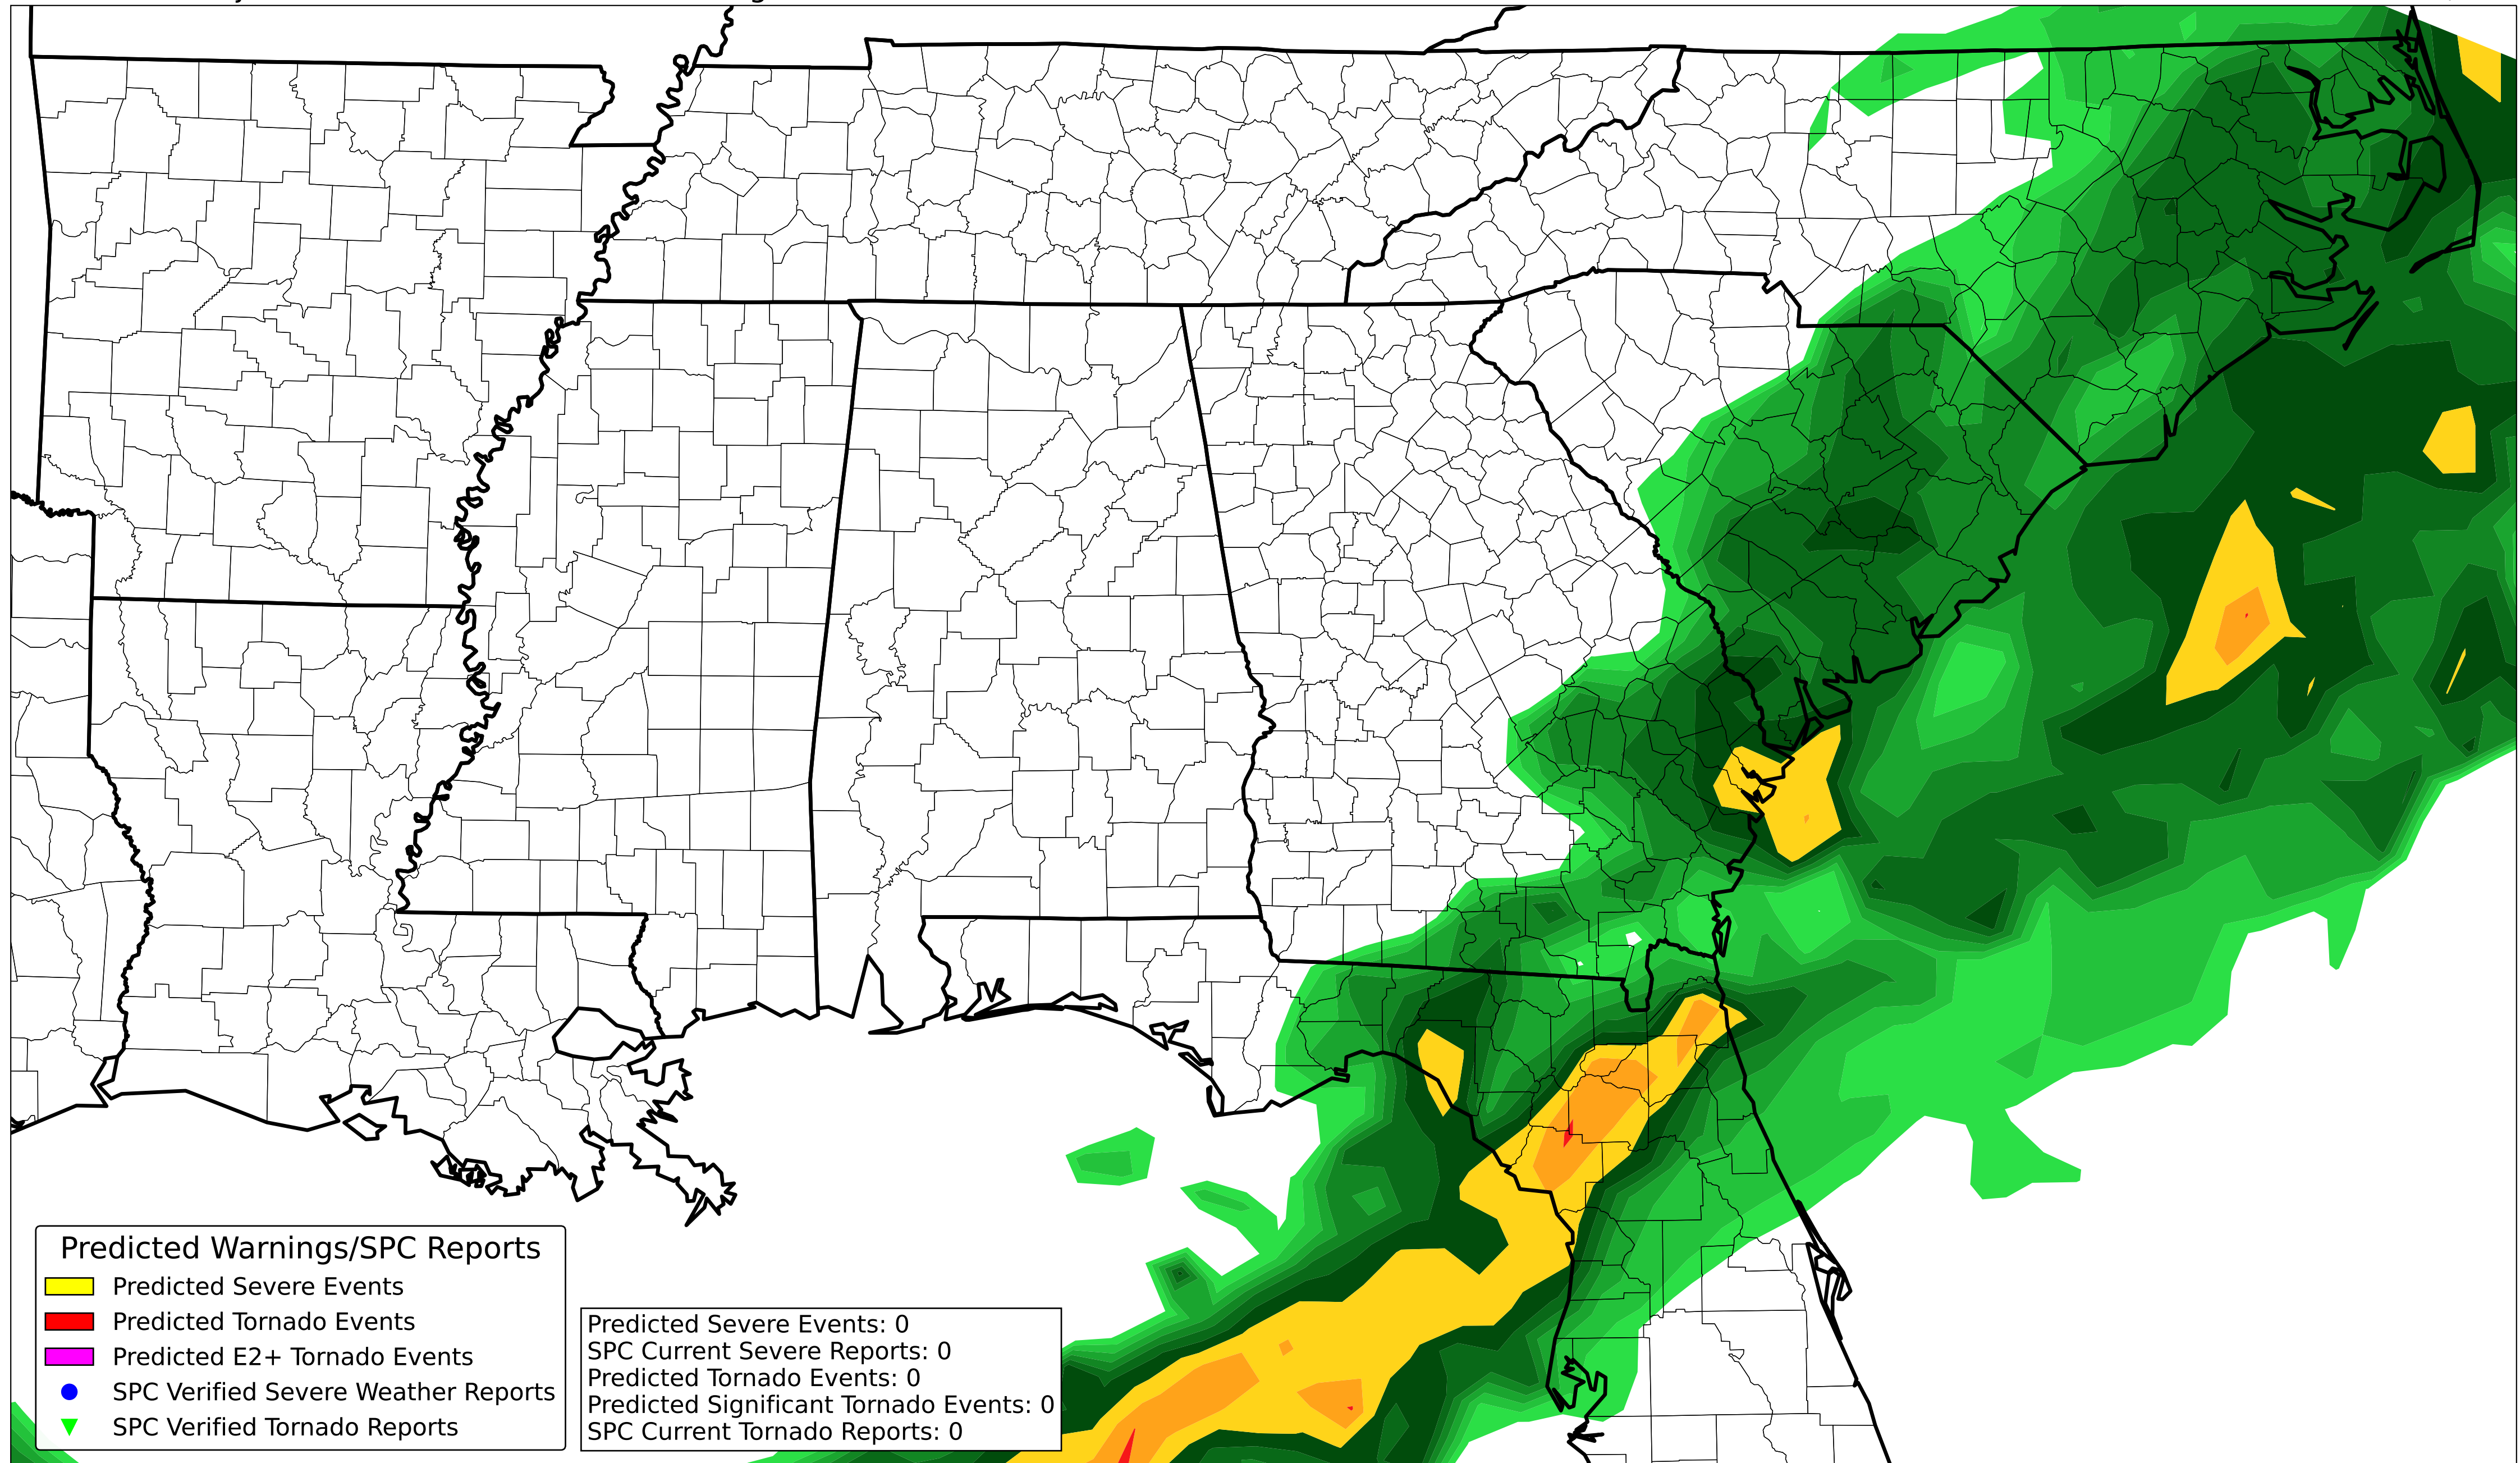 Predicted Warnings/SPC Reports
Predicted Severe Events
Predicted Tornado Events
Predicted E2+ Tornado Events
SPC Verified Severe Weather Reports
SPC Verified Tornado Reports
Predicted Severe Events: 0
SPC Current Severe Reports: 0
Predicted Tornado Events: 0
Predicted Significant Tornado Events: 0
SPC Current Tornado Reports: 0